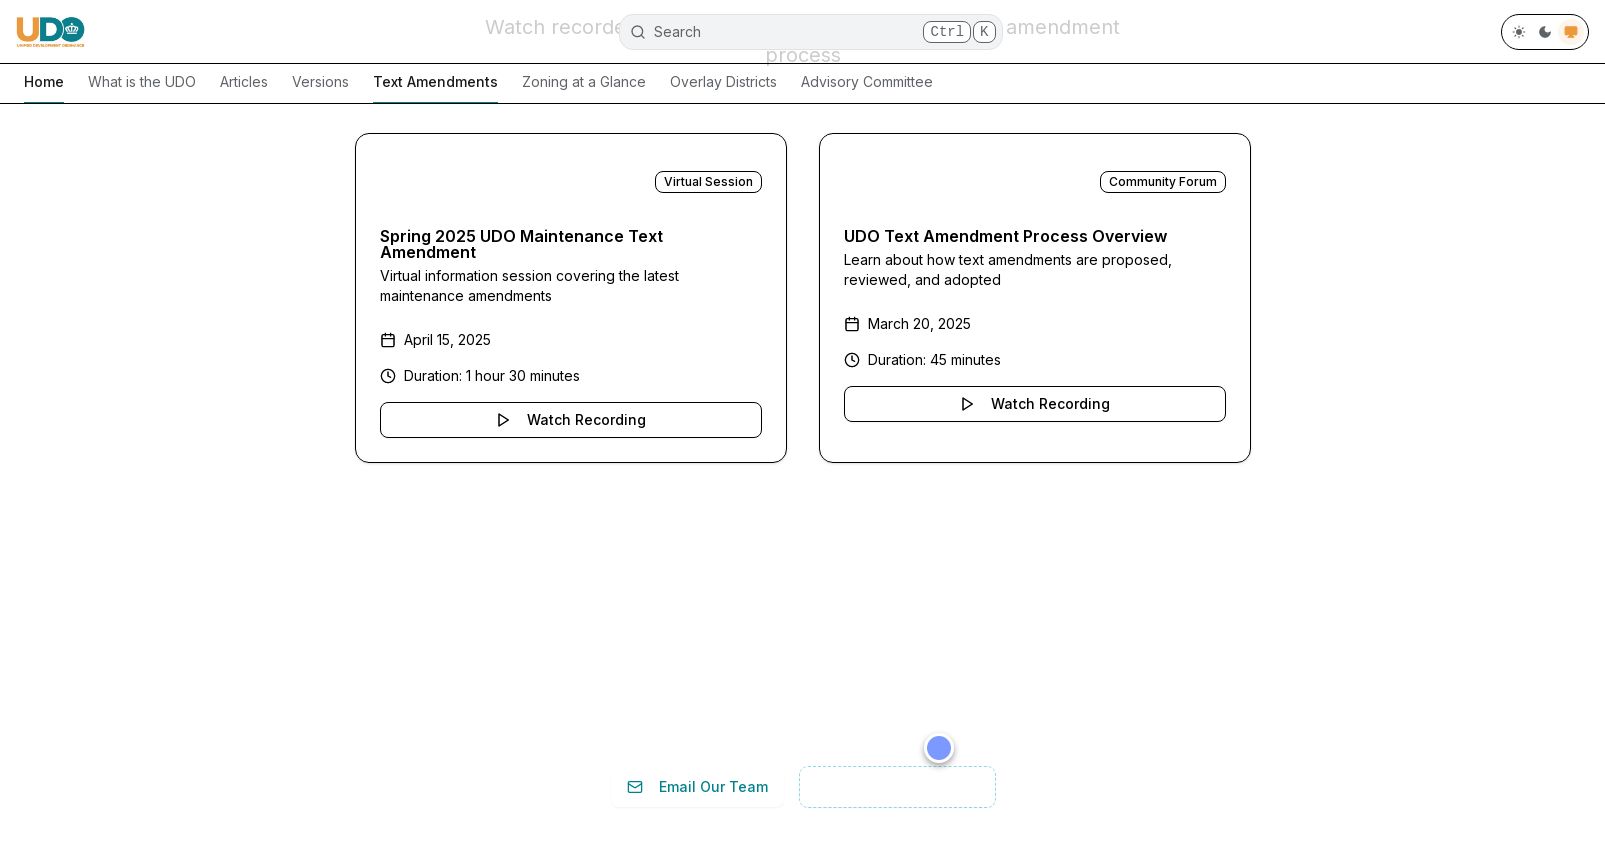 Watch recorde
amendment
process
UDO
UNIFIED DEVELOPMENT ORDINANCE
Search
Ctrl K
Home
What is the UDO
Articles
Versions
Text Amendments
Zoning at a Glance
Overlay Districts
Advisory Committee
Virtual Session
Spring 2025 UDO Maintenance Text
Amendment
Virtual information session covering the latest
maintenance amendments
April 15, 2025
Duration: 1 hour 30 minutes
Watch Recording
Community Forum
UDO Text Amendment Process Overview
Learn about how text amendments are proposed,
reviewed, and adopted
March 20, 2025
Duration: 45 minutes
Watch Recording
Email Our Team